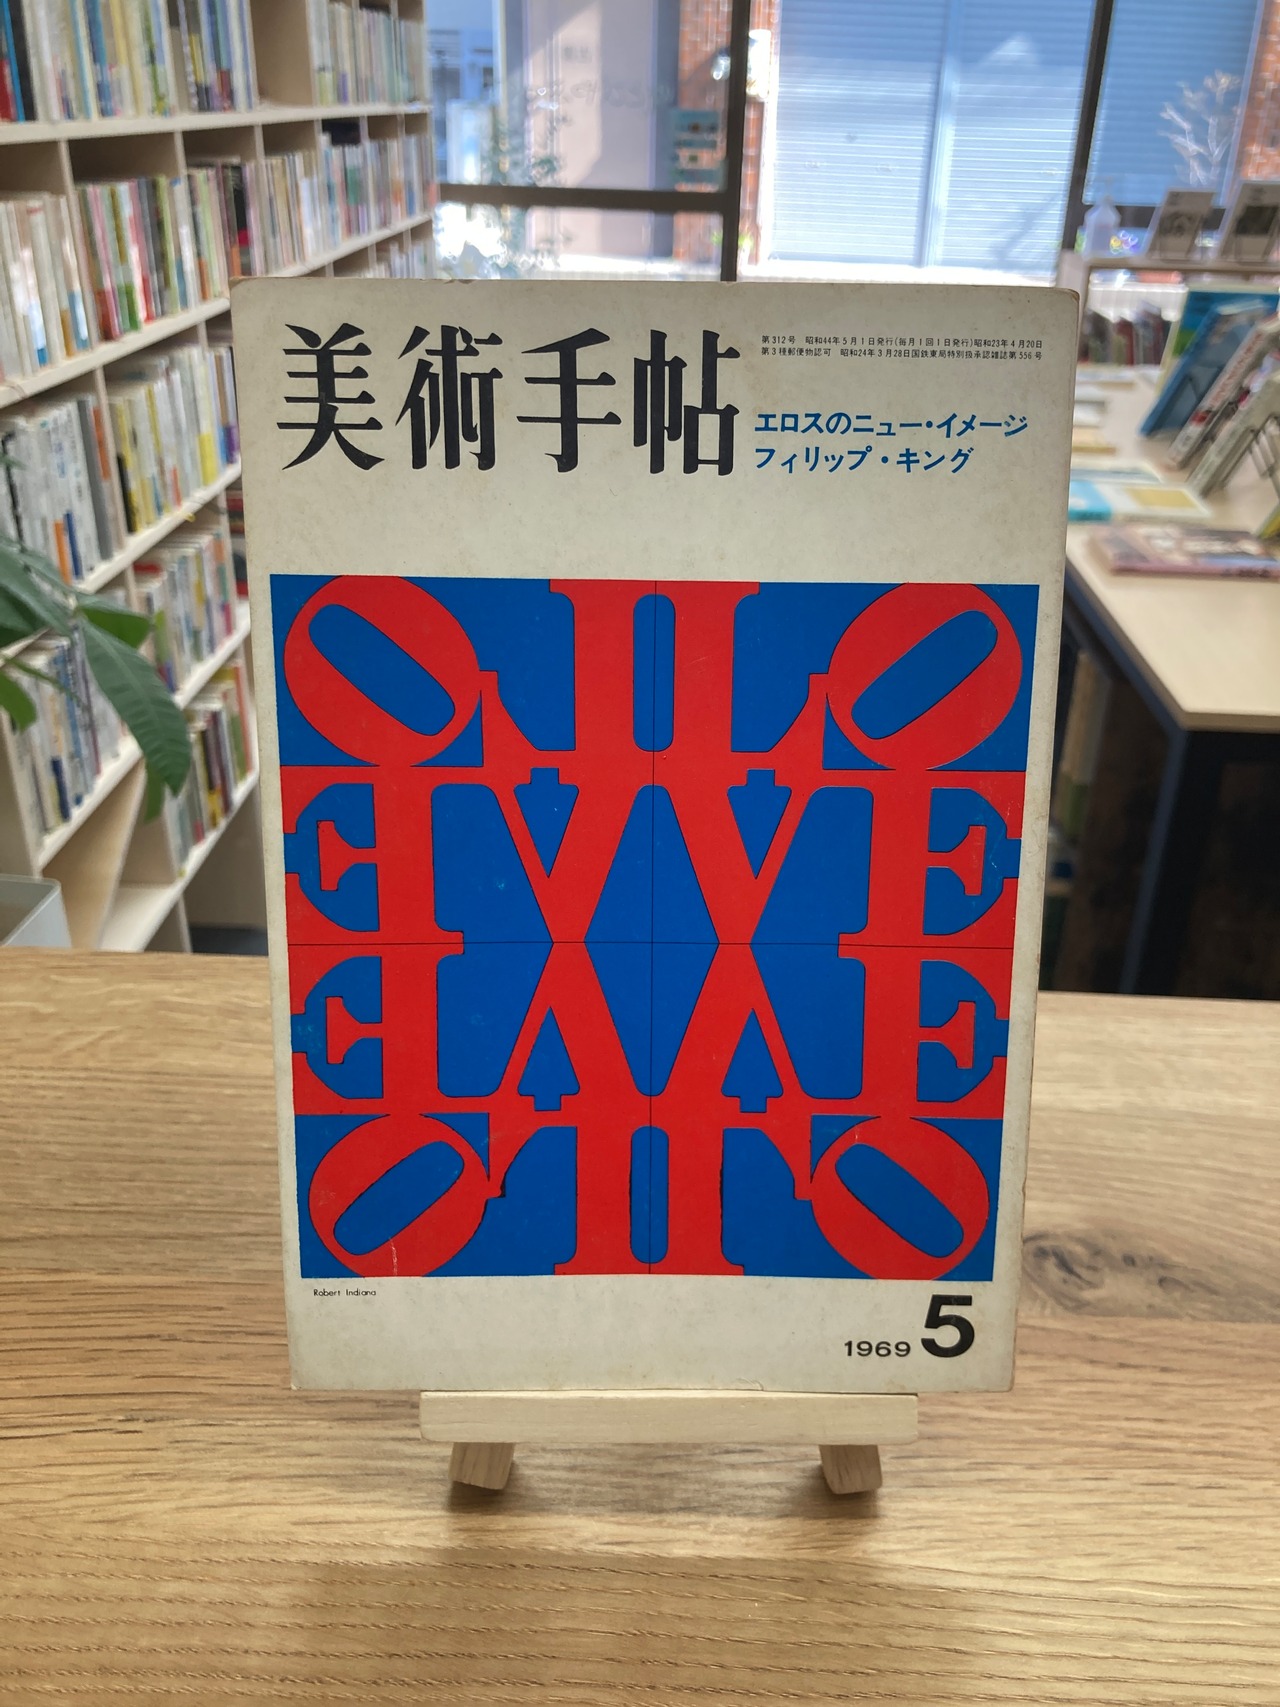 美術手帖
第312号 昭和44年5月1日発行(毎月1回1日発行)昭和23年4月20日
第3種郵便物認可 昭和24年3月28日国鉄東局特別扱承認雑誌第556号
エロスのニュー・イメージ
フィリップ・キング
Robert Indiana
1969 5